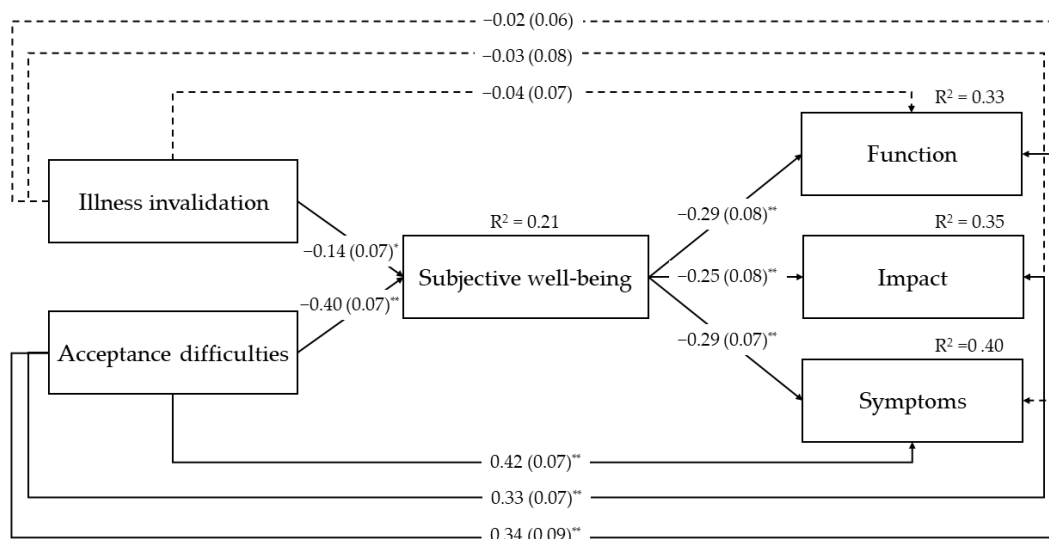 −0.02 (0.06)
−0.03 (0.08)
−0.04 (0.07)
R² = 0.33
Function
Illness invalidation
−0.29 (0.08)**
R² = 0.21
R² = 0.35
−0.14 (0.07)*
Subjective well-being
−0.25 (0.08)**
Impact
−0.40 (0.07)**
Acceptance difficulties
−0.29 (0.07)**
R² =0 .40
Symptoms
0.42 (0.07)**
0.33 (0.07)**
0.34 (0.09)**